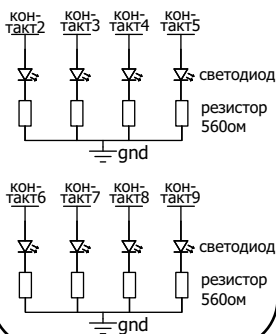 кон-
такт2
кон-
такт3
кон-
такт4
кон-
такт5
светодиод
резистор
560ом
gnd
кон-
такт6
кон-
такт7
кон-
такт8
кон-
такт9
светодиод
резистор
560ом
gnd